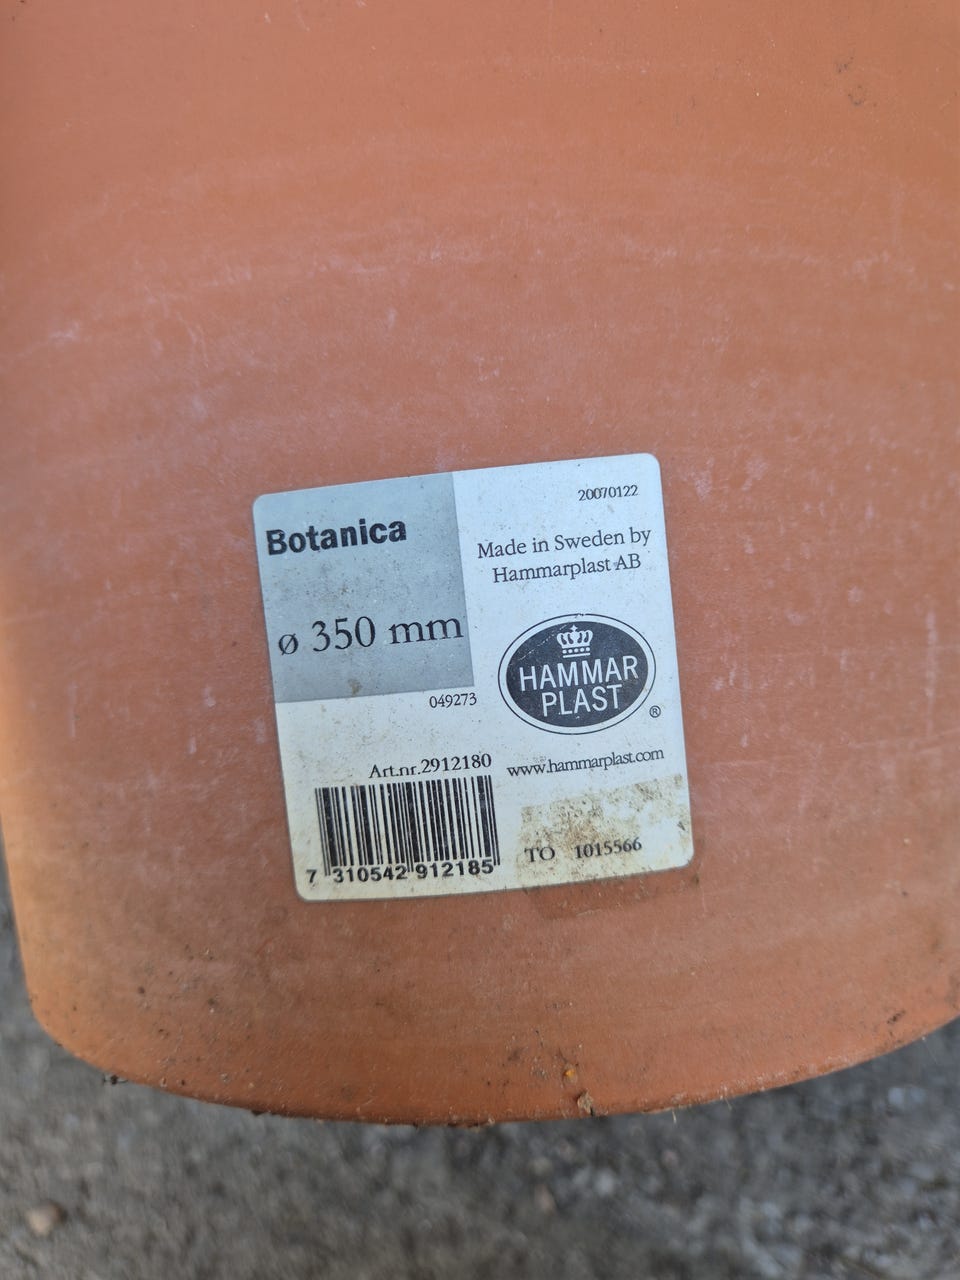 Botanica
ø 350 mm
049273
Art.nr.2912180
7 310542 912185
20070122
Made in Sweden by
Hammarplast AB
HAMMAR
PLAST
®
www.hammarplast.com
TO 1015566